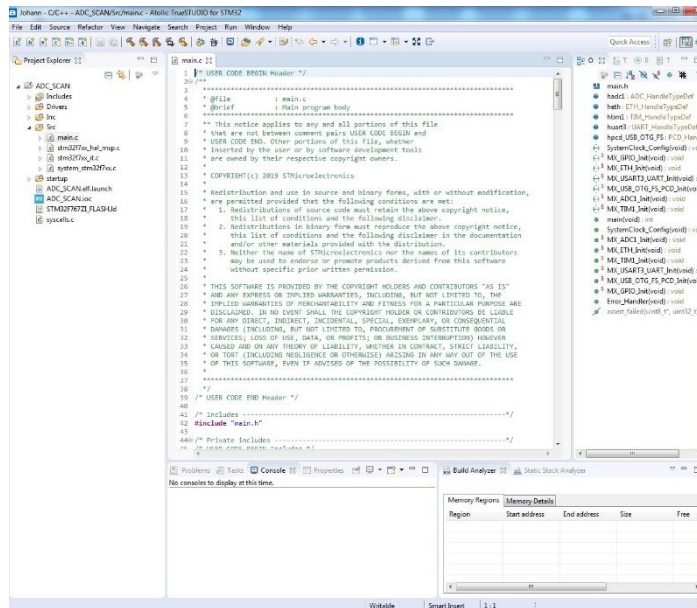 Johann - C/C++ - ADC_SCAN/Src/main.c - Atollic TrueSTUDIO for STM32
File Edit Source Refactor View Navigate Search Project Run Window Help
Quick Access
Project Explorer
ADC_SCAN
Includes
Drivers
Inc
Src
main.c
stm32f7xx_hal_msp.c
stm32f7xx_it.c
system_stm32f7xx.c
startup
ADC_SCAN.elf.launch
ADC_SCAN.ioc
STM32F767ZI_FLASH.ld
syscalls.c
main.c
1 /* USER CODE BEGIN Header */
2 /**
3 ******************************************************************************
4 * @file : main.c
5 * @brief : Main program body
6 ******************************************************************************
7 * This notice applies to any and all portions of this file
8 * that are not between comment pairs USER CODE BEGIN and
9 * USER CODE END. Other portions of this file, whether
10 * inserted by the user or by software development tools
11 * are owned by their respective copyright owners.
12 *
13 * COPYRIGHT(c) 2019 STMicroelectronics
14 *
15 * Redistribution and use in source and binary forms, with or without modification,
16 * are permitted provided that the following conditions are met:
17 * 1. Redistributions of source code must retain the above copyright notice,
18 * this list of conditions and the following disclaimer.
19 * 2. Redistributions in binary form must reproduce the above copyright notice,
20 * this list of conditions and the following disclaimer in the documentation
21 * and/or other materials provided with the distribution.
22 * 3. Neither the name of STMicroelectronics nor the names of its contributors
23 * may be used to endorse or promote products derived from this software
24 * without specific prior written permission.
25 *
26 * THIS SOFTWARE IS PROVIDED BY THE COPYRIGHT HOLDERS AND CONTRIBUTORS "AS IS"
27 * AND ANY EXPRESS OR IMPLIED WARRANTIES, INCLUDING, BUT NOT LIMITED TO, THE
28 * IMPLIED WARRANTIES OF MERCHANTABILITY AND FITNESS FOR A PARTICULAR PURPOSE ARE
29 * DISCLAIMED. IN NO EVENT SHALL THE COPYRIGHT HOLDER OR CONTRIBUTORS BE LIABLE
30 * FOR ANY DIRECT, INDIRECT, INCIDENTAL, SPECIAL, EXEMPLARY, OR CONSEQUENTIAL
31 * DAMAGES (INCLUDING, BUT NOT LIMITED TO, PROCUREMENT OF SUBSTITUTE GOODS OR
32 * SERVICES; LOSS OF USE, DATA, OR PROFITS; OR BUSINESS INTERRUPTION) HOWEVER
33 * CAUSED AND ON ANY THEORY OF LIABILITY, WHETHER IN CONTRACT, STRICT LIABILITY,
34 * OR TORT (INCLUDING NEGLIGENCE OR OTHERWISE) ARISING IN ANY WAY OUT OF THE USE
35 * OF THIS SOFTWARE, EVEN IF ADVISED OF THE POSSIBILITY OF SUCH DAMAGE.
36 *
37 ******************************************************************************
38 */
39 /* USER CODE END Header */
40
41 /* Includes ------------------------------------------------------------------*/
42 #include "main.h"
43
44 /* Private includes ----------------------------------------------------------*/
45 /* USER CODE BEGIN Includes */
main.h
hadc1 : ADC_HandleTypeDef
heth : ETH_HandleTypeDef
htim1 : TIM_HandleTypeDef
huart3 : UART_HandleTypeDef
hpcd_USB_OTG_FS : PCD_Han
SystemClock_Config(void) : vo
MX_GPIO_Init(void) : void
MX_ETH_Init(void) : void
MX_USART3_UART_Init(void) :
MX_USB_OTG_FS_PCD_Init(vo
MX_ADC1_Init(void) : void
MX_TIM1_Init(void) : void
main(void) : int
SystemClock_Config(void) : vo
MX_ADC1_Init(void) : void
MX_ETH_Init(void) : void
MX_TIM1_Init(void) : void
MX_USART3_UART_Init(void) :
MX_USB_OTG_FS_PCD_Init(vo
MX_GPIO_Init(void) : void
Error_Handler(void) : void
assert_failed(uint8_t*, uint32_t)
Problems Tasks Console Properties
No consoles to display at this time.
Build Analyzer Static Stack Analyzer
Memory Regions Memory Details
Region Start address End address Size Free
Writable Smart Insert 1 : 1